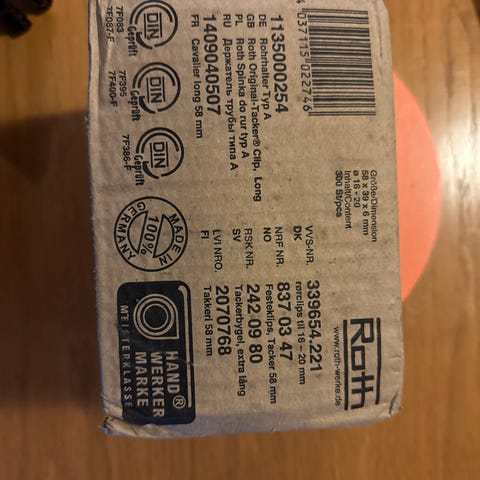 4 037115 022746
Größe/Dimension
58 x 39 x 6 mm
ø 16 - 20
Inhalt/Content
300 St/pcs
Roth
www.roth-werke.de
1135000254
DE Rohrhalter Typ A
GB Roth Original-Tacker® Clip, Long
PL Roth Spinka do rur typ A
RU Держатель трубы типа А
1409040507
FR Cavalier long 58 mm
VVS-NR. 339654.221
DK rørclips til 16 – 20 mm
NRF NR. 837 03 47
NO Festeklips, Tacker 58 mm
RSK NR. 242 09 80
SV Tackerbygel, extra lång
LVI NRO. 2070768
FI Takkeri 58 mm
DIN
Geprüft
7F083
7F087-F
DIN
Geprüft
7F395
7F400-F
DIN
Geprüft
7F386-F
MADE IN
100%
GERMANY
HAND®
WERKER
MARKE
MEISTERKLASSE